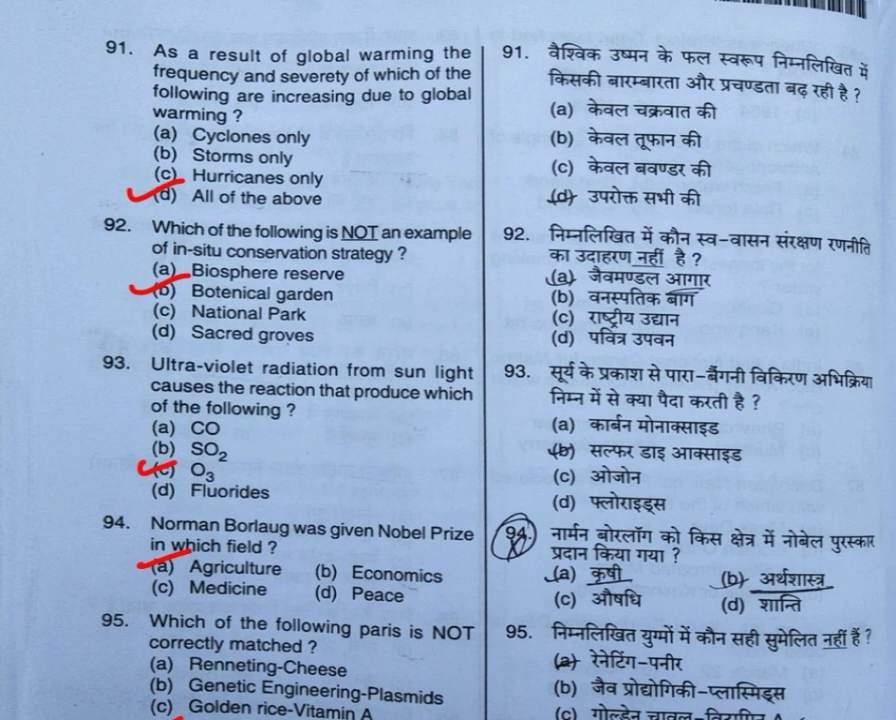 91. As a result of global warming the
frequency and severety of which of the
following are increasing due to global
warming ?
(a) Cyclones only
(b) Storms only
(c) Hurricanes only
(d) All of the above
92. Which of the following is NOT an example
of in-situ conservation strategy ?
(a) Biosphere reserve
(b) Botenical garden
(c) National Park
(d) Sacred groves
93. Ultra-violet radiation from sun light
causes the reaction that produce which
of the following ?
(a) CO
(b) SO₂
(c) O₃
(d) Fluorides
94. Norman Borlaug was given Nobel Prize
in which field ?
(a) Agriculture (b) Economics
(c) Medicine (d) Peace
95. Which of the following paris is NOT
correctly matched ?
(a) Renneting-Cheese
(b) Genetic Engineering-Plasmids
(c) Golden rice-Vitamin A
91. वैश्विक उष्मन के फल स्वरूप निम्नलिखित में
किसकी बारम्बारता और प्रचण्डता बढ़ रही है ?
(a) केवल चक्रवात की
(b) केवल तूफान की
(c) केवल बवण्डर की
(d) उपरोक्त सभी की
92. निम्नलिखित में कौन स्व-वासन संरक्षण रणनीति
का उदाहरण नहीं है ?
(a) जैवमण्डल आगार
(b) वनस्पतिक बाग
(c) राष्ट्रीय उद्यान
(d) पवित्र उपवन
93. सूर्य के प्रकाश से पारा-बैंगनी विकिरण अभिक्रिया
निम्न में से क्या पैदा करती है ?
(a) कार्बन मोनाक्साइड
(b) सल्फर डाइ आक्साइड
(c) ओजोन
(d) फ्लोराइड्स
94. नार्मन बोरलॉग को किस क्षेत्र में नोबेल पुरस्कार
प्रदान किया गया ?
(a) कृषी (b) अर्थशास्त्र
(c) औषधि (d) शान्ति
95. निम्नलिखित युग्मों में कौन सही सुमेलित नहीं हैं ?
(a) रेनेटिंग-पनीर
(b) जैव प्रोद्योगिकी-प्लास्मिड्स
(c) गोल्डेन चावल-विटामिन A